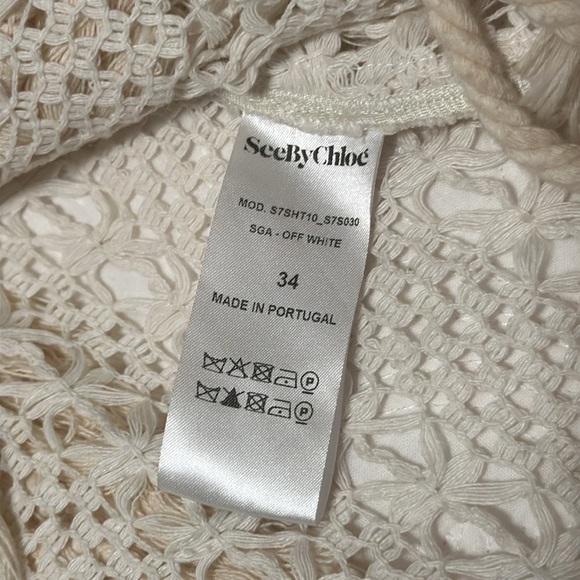 SeeByChloé
MOD. S7SHT10_S7S030
SGA - OFF WHITE
34
MADE IN PORTUGAL
P
P